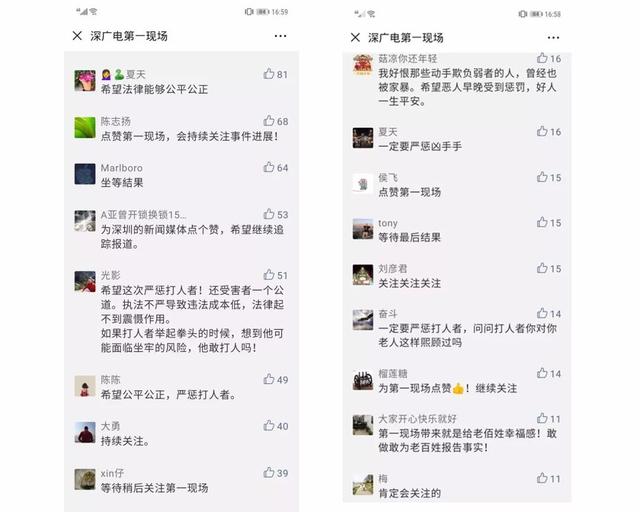 16:59
深广电第一现场
夏天
81
希望法律能够公平公正
陈志扬
68
点赞第一现场，会持续关注事件进展！
Marlboro
64
坐等结果
A亚曾开锁换锁15...
53
为深圳的新闻媒体点个赞，希望继续追
踪报道。
光影
51
希望这次严惩打人者！还受害者一个公
道。执法不严导致违法成本低，法律起
不到震慑作用。
如果打人者举起拳头的时候，想到他可
能面临坐牢的风险，他敢打人吗！
陈陈
49
希望公平公正，严惩打人者。
大勇
40
持续关注。
xin仔
39
等待稍后关注第一现场
16:58
深广电第一现场
菇凉你还年轻
16
我好恨那些动手欺负弱者的人，曾经也
被家暴。希望恶人早晚受到惩罚，好人
一生平安。
夏天
16
一定要严惩凶手手
侯飞
15
点赞第一现场
tony
15
等待最后结果
刘彦君
15
关注关注关注
奋斗
14
一定要严惩打人者，问问打人者你对你
老人这样熙顾过吗
榴莲糖
14
为第一现场点赞👍！继续关注
大家开心快乐就好
11
第一现场带来就是给老佰姓幸福感！敢
做敢为老百姓报告事实！
梅
11
肯定会关注的